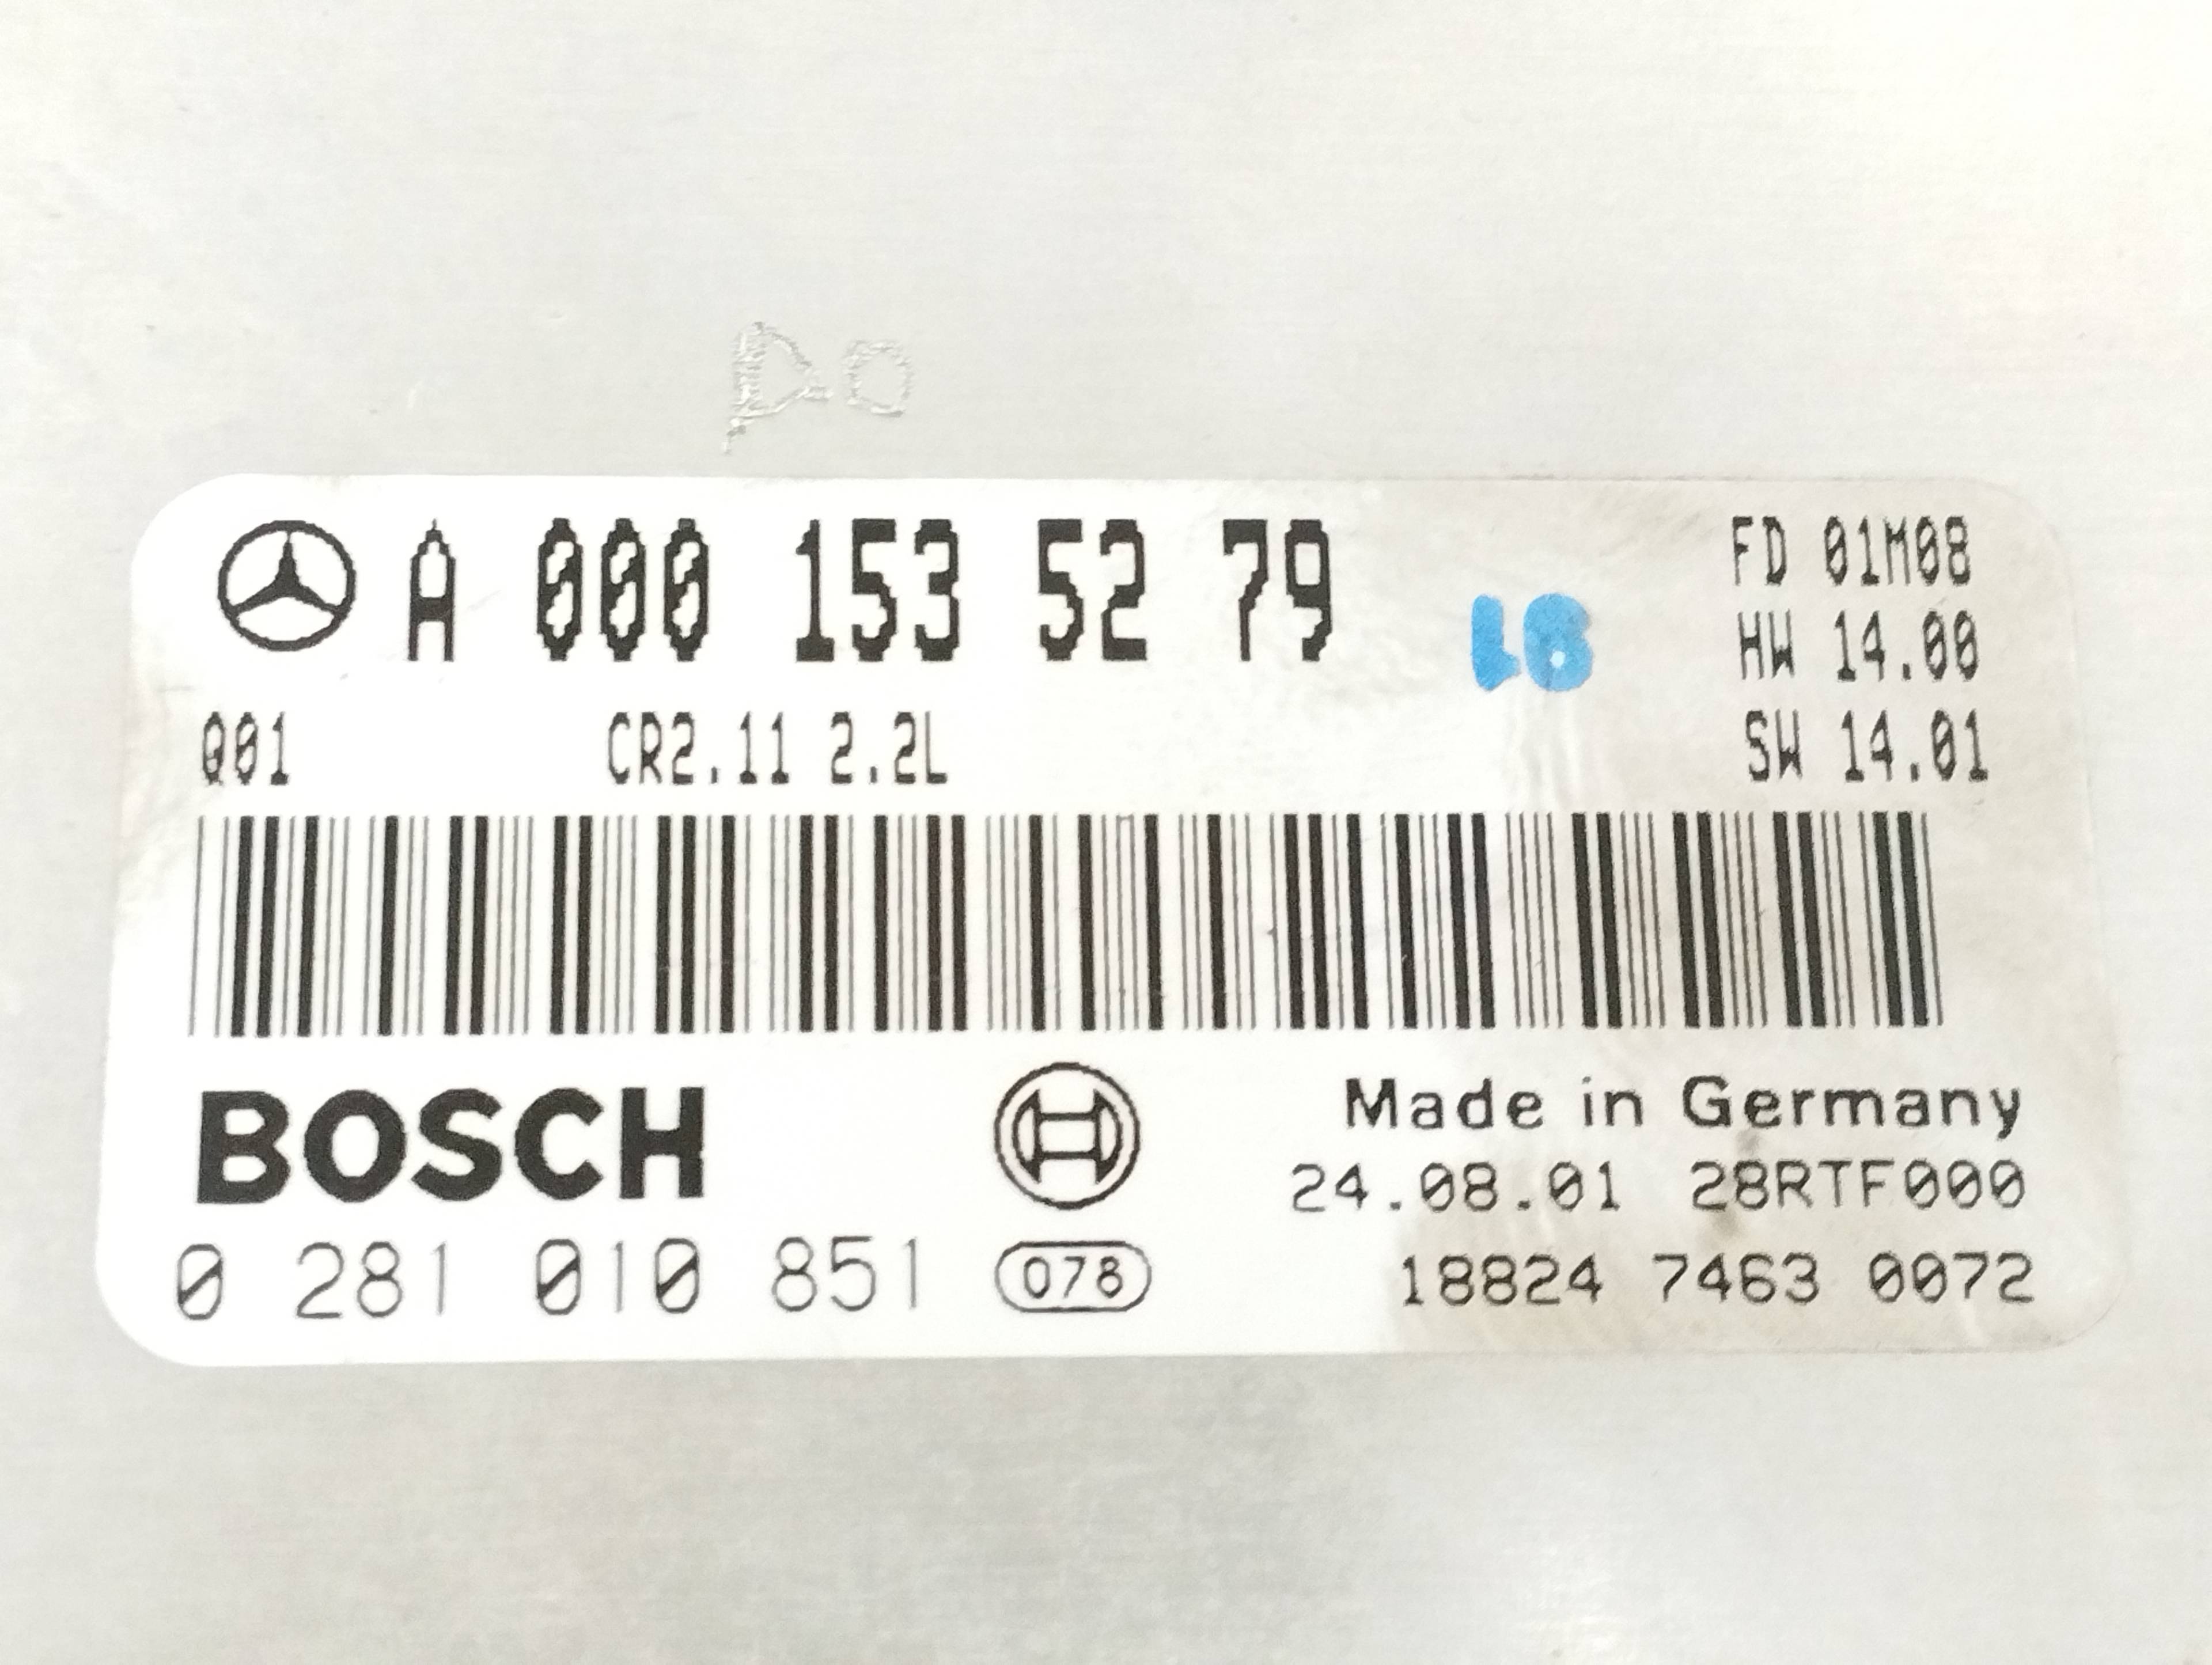 A 000 153 52 79
FD 01M08
HW 14.00
Q01 CR2.11 2.2L
SW 14.01
BOSCH
Made in Germany
24.08.01 28RTF000
0 281 010 851 078
18824 7463 0072